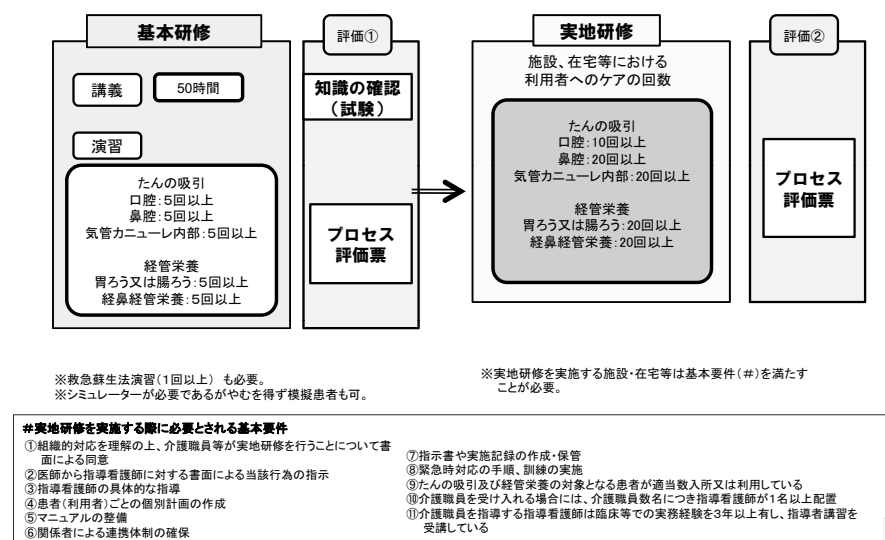 基本研修
講義
50時間
演習
たんの吸引
口腔:5回以上
鼻腔:5回以上
気管カニューレ内部:5回以上
経管栄養
胃ろう又は腸ろう:5回以上
経鼻経管栄養:5回以上
評価①
知識の確認
(試験)
プロセス
評価票
実地研修
施設、在宅等における
利用者へのケアの回数
たんの吸引
口腔:10回以上
鼻腔:20回以上
気管カニューレ内部:20回以上
経管栄養
胃ろう又は腸ろう:20回以上
経鼻経管栄養:20回以上
評価②
プロセス
評価票
※救急蘇生法演習(1回以上) も必要。
※シミュレーターが必要であるがやむを得ず模擬患者も可。
※実地研修を実施する施設・在宅等は基本要件(#)を満たす
ことが必要。
#実地研修を実施する際に必要とされる基本要件
①組織的対応を理解の上、介護職員等が実地研修を行うことについて書
面による同意
②医師から指導看護師に対する書面による当該行為の指示
③指導看護師の具体的な指導
④患者(利用者)ごとの個別計画の作成
⑤マニュアルの整備
⑥関係者による連携体制の確保
⑦指示書や実施記録の作成・保管
⑧緊急時対応の手順、訓練の実施
⑨たんの吸引及び経管栄養の対象となる患者が適当数入所又は利用している
⑩介護職員を受け入れる場合には、介護職員数名につき指導看護師が1名以上配置
⑪介護職員を指導する指導看護師は臨床等での実務経験を3年以上有し、指導者講習を
受講している